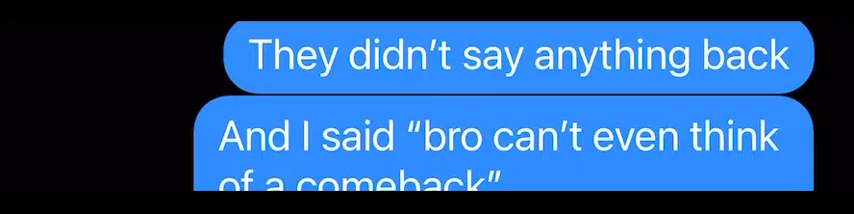 They didn’t say anything back
And I said “bro can’t even think
of a comeback”